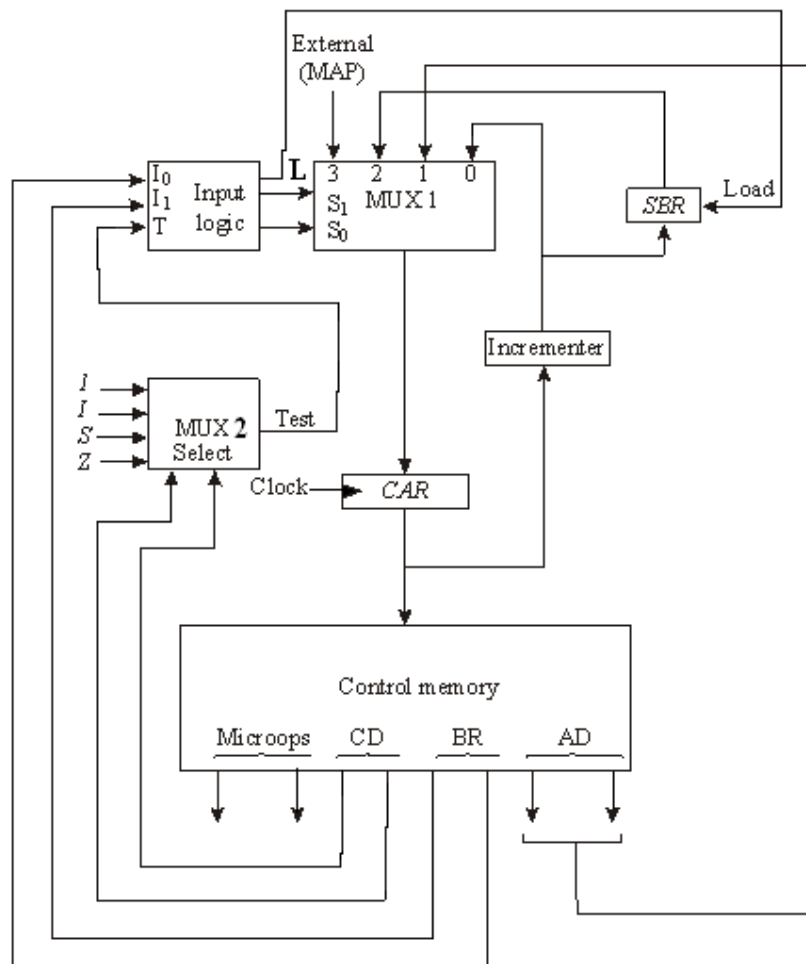 External
(MAP)
L
I0
I1
T
Input
logic
3 2 1 0
S1
S0
MUX 1
SBR
Load
Incrementer
1
I
S
Z
MUX 2
Select
Test
Clock
CAR
Control memory
Microops
CD
BR
AD